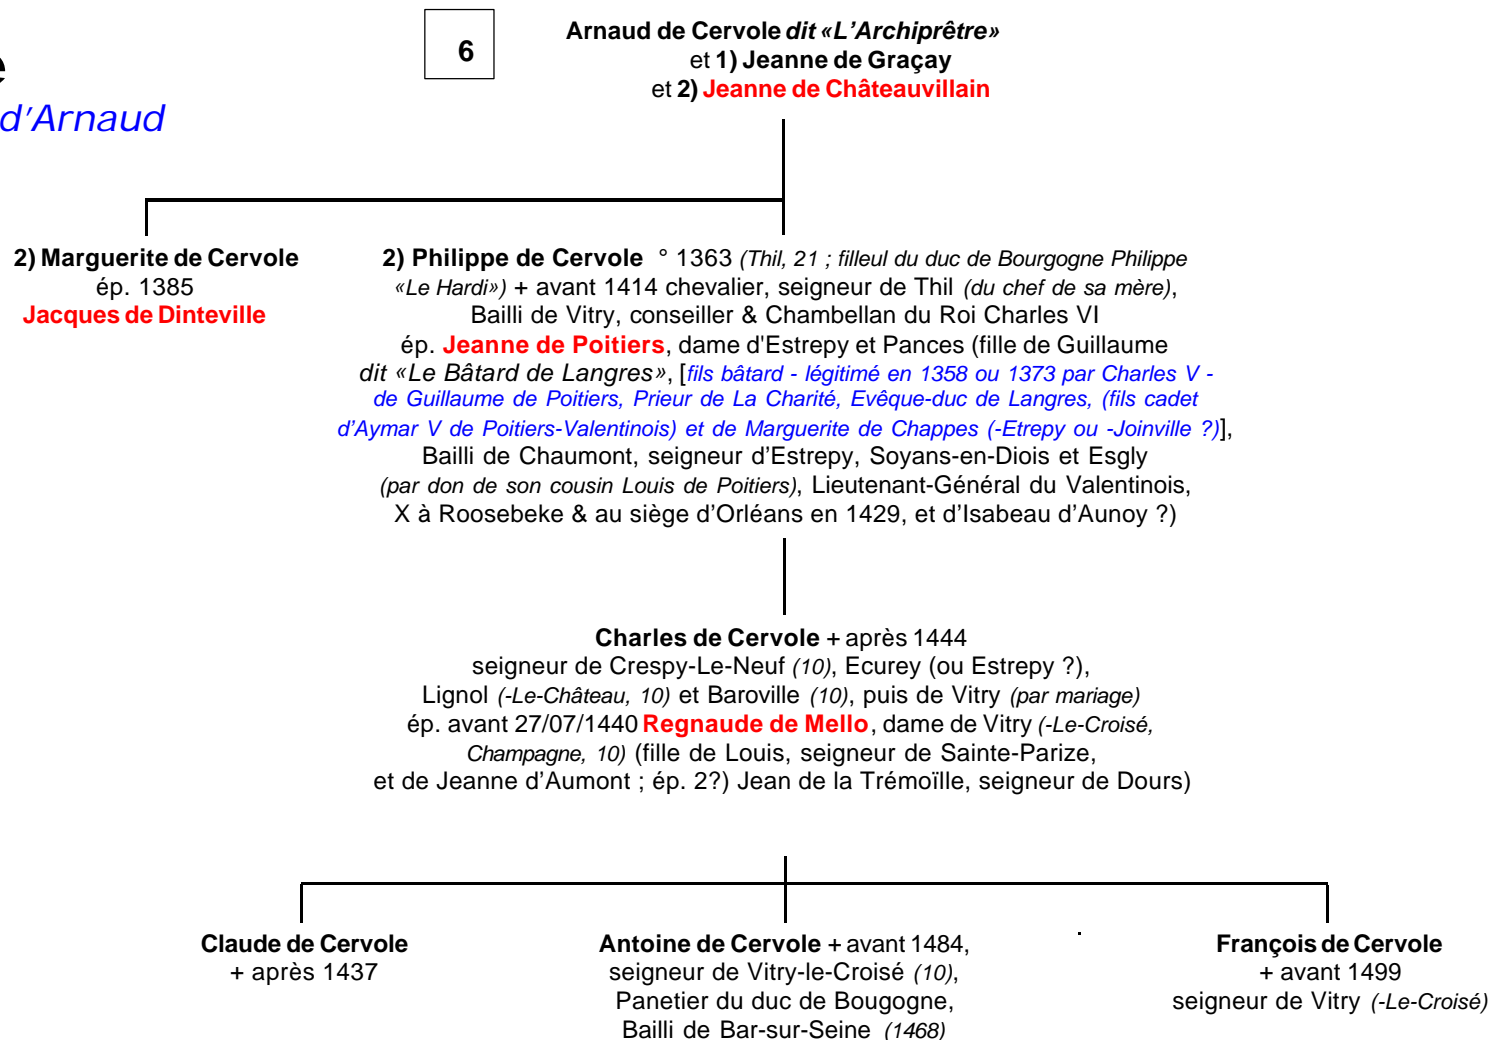 e
d'Arnaud
6
Arnaud de Cervole dit «L'Archiprêtre»
et 1) Jeanne de Graçay
et 2) Jeanne de Châteauvillain
2) Marguerite de Cervole
ép. 1385
Jacques de Dinteville
2) Philippe de Cervole ° 1363 (Thil, 21 ; filleul du duc de Bourgogne Philippe
«Le Hardi») + avant 1414 chevalier, seigneur de Thil (du chef de sa mère),
Bailli de Vitry, conseiller & Chambellan du Roi Charles VI
ép. Jeanne de Poitiers, dame d'Estrepy et Pances (fille de Guillaume
dit «Le Bâtard de Langres», [fils bâtard - légitimé en 1358 ou 1373 par Charles V -
de Guillaume de Poitiers, Prieur de La Charité, Evêque-duc de Langres, (fils cadet
d'Aymar V de Poitiers-Valentinois) et de Marguerite de Chappes (-Etrepy ou -Joinville ?)],
Bailli de Chaumont, seigneur d'Estrepy, Soyans-en-Diois et Esgly
(par don de son cousin Louis de Poitiers), Lieutenant-Général du Valentinois,
X à Roosebeke & au siège d'Orléans en 1429, et d'Isabeau d'Aunoy ?)
Charles de Cervole + après 1444
seigneur de Crespy-Le-Neuf (10), Ecurey (ou Estrepy ?),
Lignol (-Le-Château, 10) et Baroville (10), puis de Vitry (par mariage)
ép. avant 27/07/1440 Regnaude de Mello, dame de Vitry (-Le-Croisé,
Champagne, 10) (fille de Louis, seigneur de Sainte-Parize,
et de Jeanne d'Aumont ; ép. 2?) Jean de la Trémoïlle, seigneur de Dours)
Claude de Cervole
+ après 1437
Antoine de Cervole + avant 1484,
seigneur de Vitry-le-Croisé (10),
Panetier du duc de Bougogne,
Bailli de Bar-sur-Seine (1468)
François de Cervole
+ avant 1499
seigneur de Vitry (-Le-Croisé)